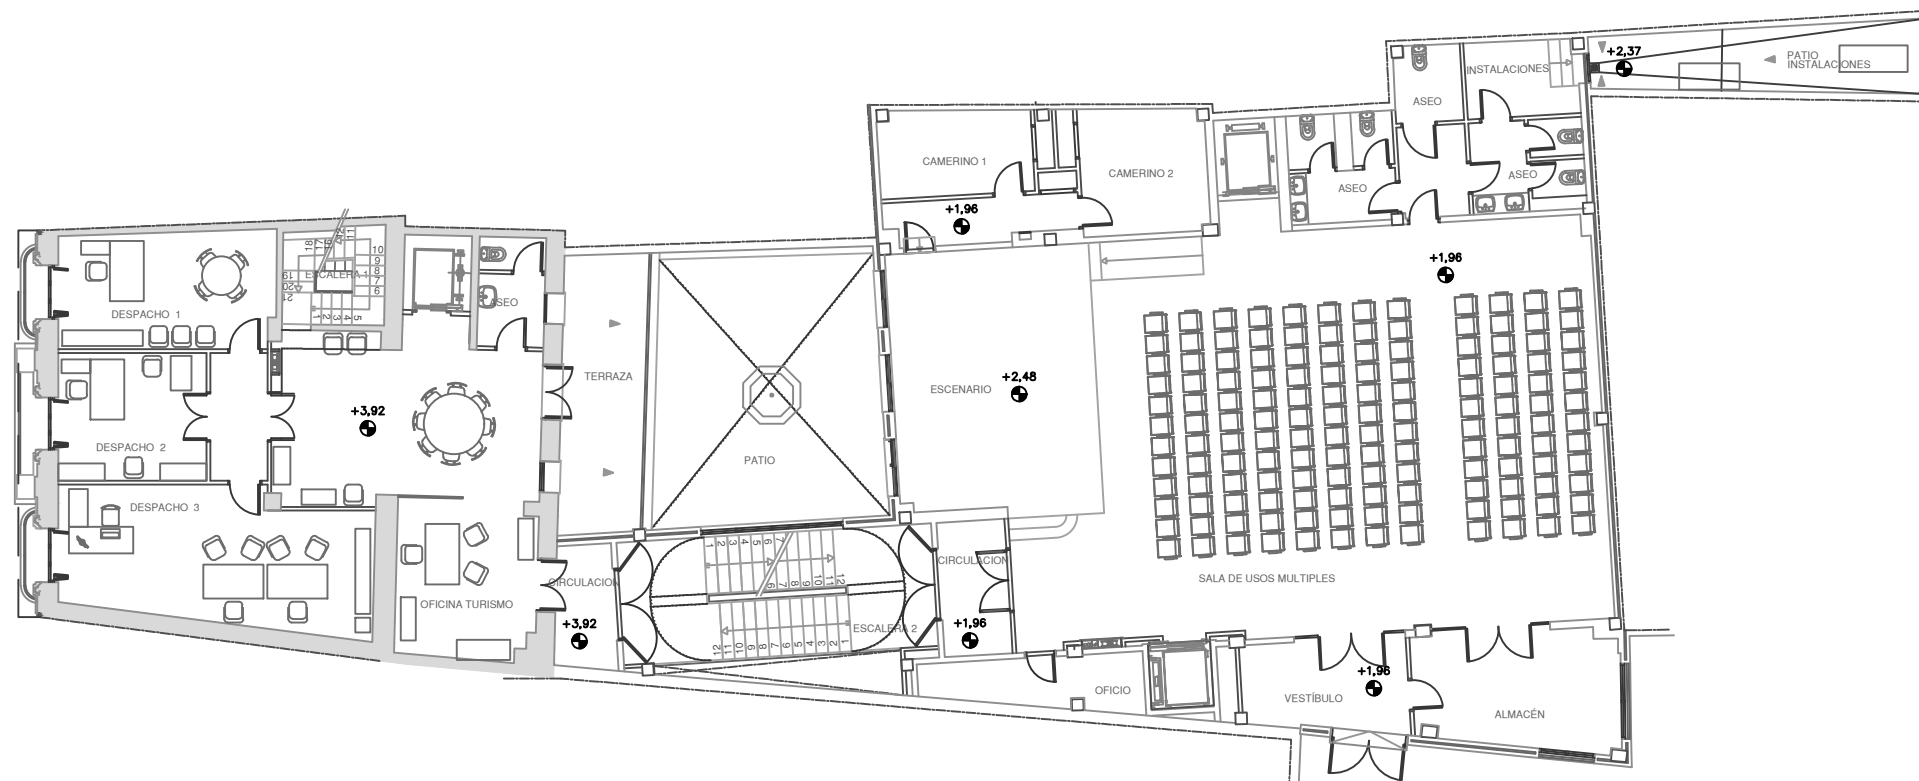 +2,37
PATIO
INSTALACIONES
INSTALACIONES
ASEO
CAMERINO 1
CAMERINO 2
ASEO
ASEO
+1,96
+1,96
ESCALERA 1
ASEO
DESPACHO 1
TERRAZA
+2,48
ESCENARIO
+3,92
DESPACHO 2
PATIO
DESPACHO 3
CIRCULACION
CIRCULACION
SALA DE USOS MULTIPLES
OFICINA TURISMO
+3,92
ESCALERA 2
+1,96
+1,96
OFICIO
VESTÍBULO
ALMACÉN